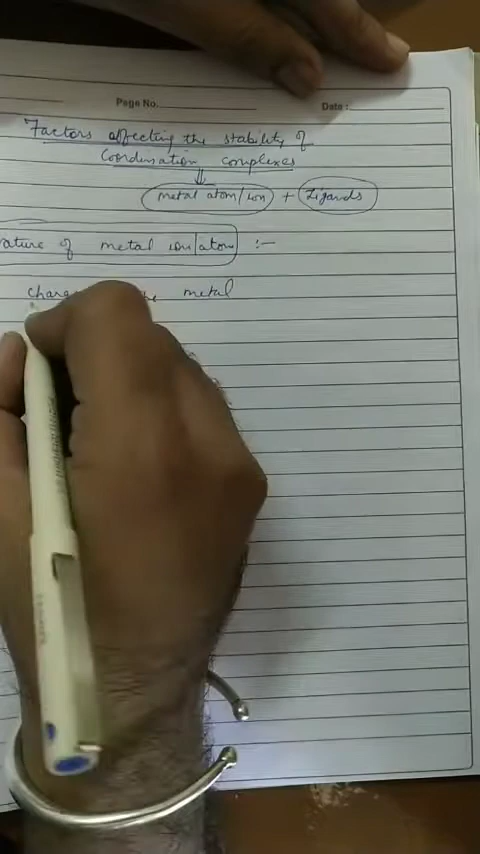 Page No.
Date :
Factors affecting the stability of
Coordination complexes
metal atom/ion + Ligands
nature of metal ion/atom :-
metal